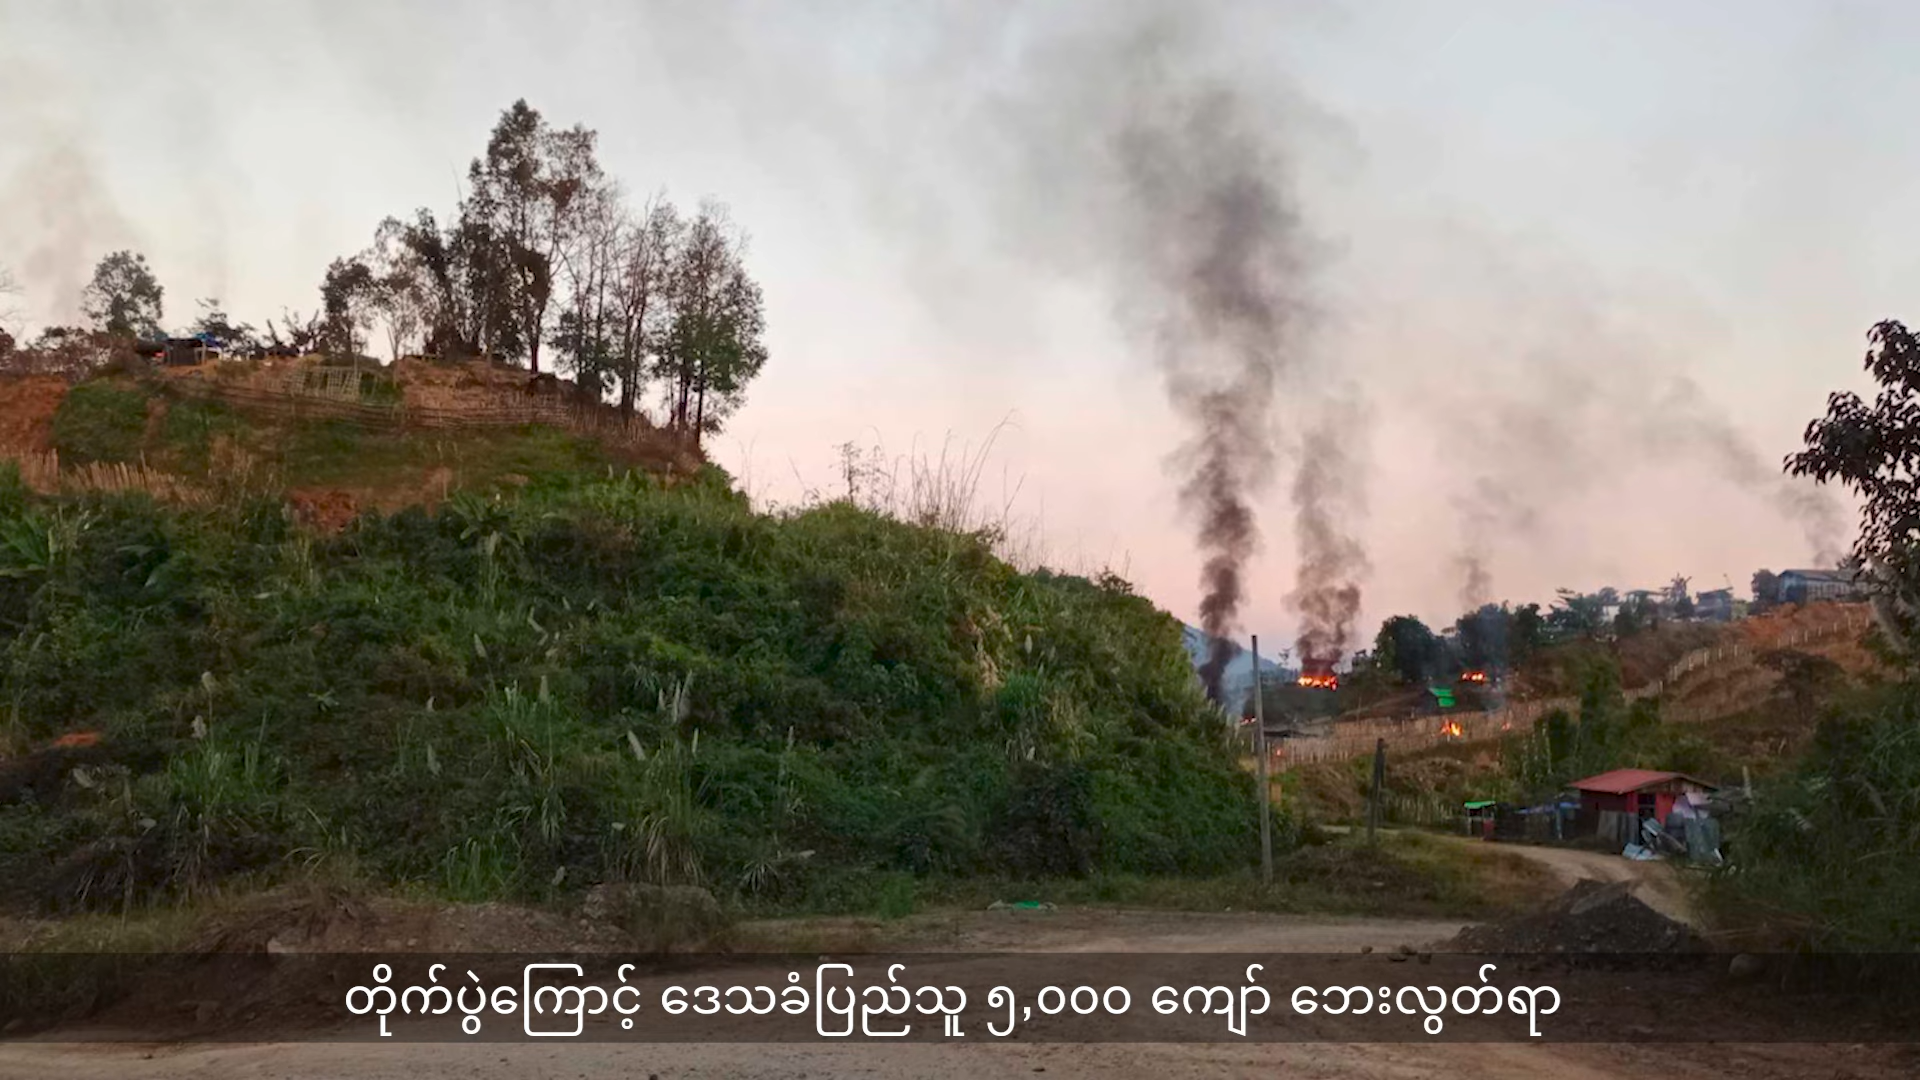 တိုက်ပွဲကြောင့် ဒေသခံပြည်သူ ၅,၀၀၀ ကျော် ဘေးလွတ်ရာ